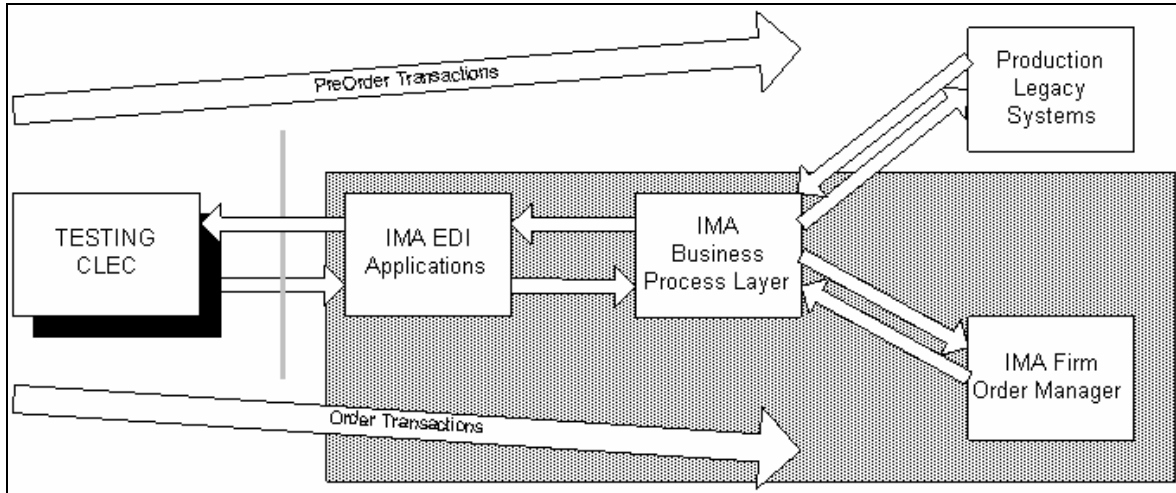 PreOrder Transactions
Production
Legacy
Systems
TESTING
CLEC
IMA EDI
Applications
IMA
Business
Process Layer
IMA Firm
Order Manager
Order Transactions